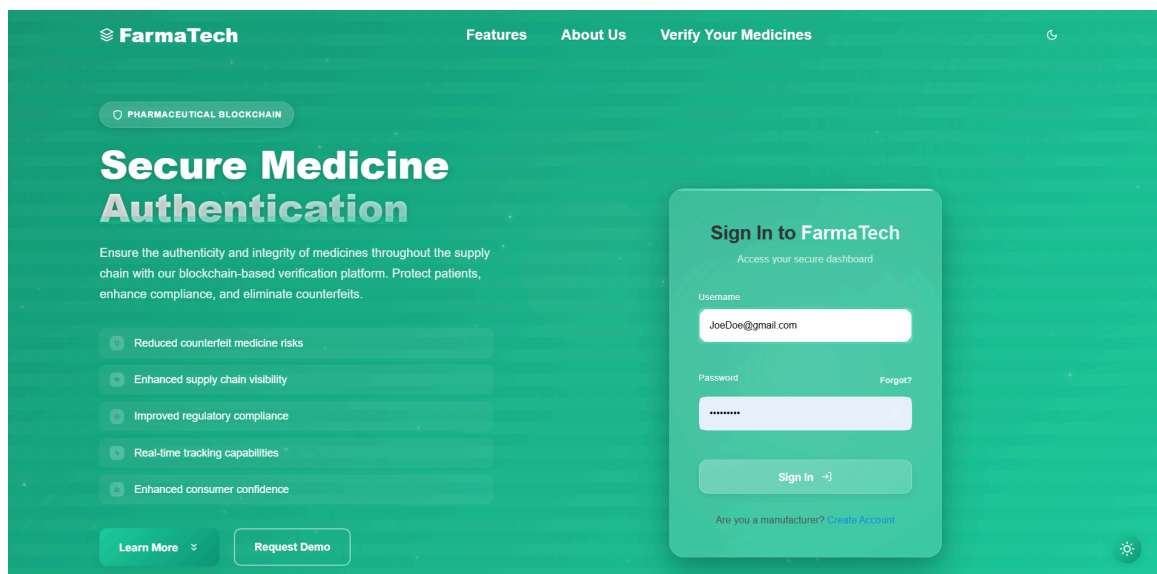 FarmaTech
Features
About Us
Verify Your Medicines
PHARMACEUTICAL BLOCKCHAIN
Secure Medicine
Authentication
Ensure the authenticity and integrity of medicines throughout the supply
chain with our blockchain-based verification platform. Protect patients,
enhance compliance, and eliminate counterfeits.
Reduced counterfeit medicine risks
Enhanced supply chain visibility
Improved regulatory compliance
Real-time tracking capabilities
Enhanced consumer confidence
Learn More
Request Demo
Sign In to FarmaTech
Access your secure dashboard
Username
JoeDoe@gmail.com
Password
Forgot?
•••••••••
Sign In
Are you a manufacturer? Create Account